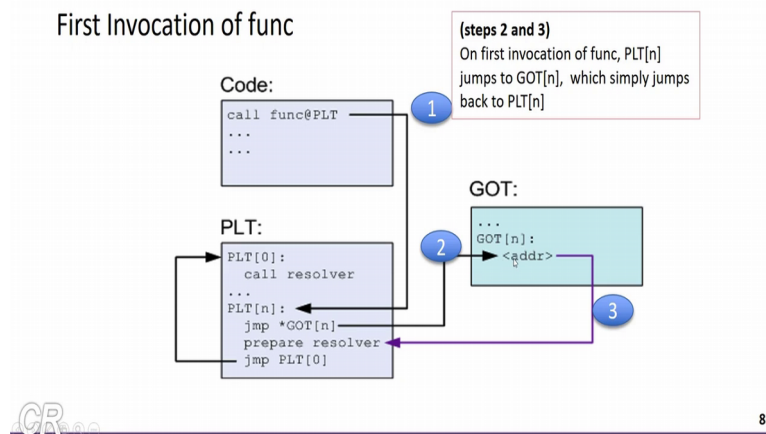 First Invocation of func
(steps 2 and 3)
On first invocation of func, PLT[n]
jumps to GOT[n], which simply jumps
back to PLT[n]
1
Code:
call func@PLT
...
...
GOT:
...
GOT[n]:
<addr>
2
3
PLT:
PLT[0]:
call resolver
...
PLT[n]:
jmp *GOT[n]
prepare resolver
jmp PLT[0]
CR
8